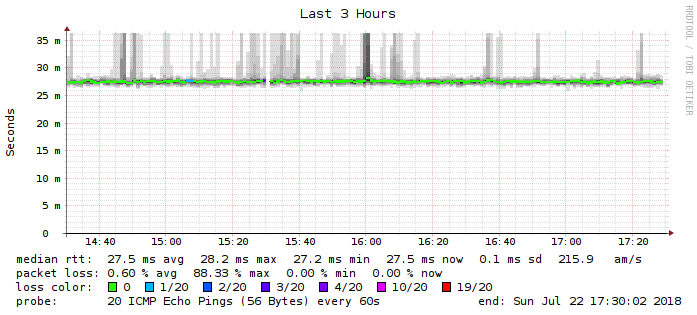 Last 3 Hours
RRDTOOL / TOBI OETIKER
Seconds
35 m
30 m
25 m
20 m
15 m
10 m
5 m
0
14:40 15:00 15:20 15:40 16:00 16:20 16:40 17:00 17:20
median rtt: 27.5 ms avg 28.2 ms max 27.2 ms min 27.5 ms now 0.1 ms sd 215.9 am/s
packet loss: 0.60 % avg 88.33 % max 0.00 % min 0.00 % now
loss color: 0 1/20 2/20 3/20 4/20 10/20 19/20
probe: 20 ICMP Echo Pings (56 Bytes) every 60s end: Sun Jul 22 17:30:02 2018